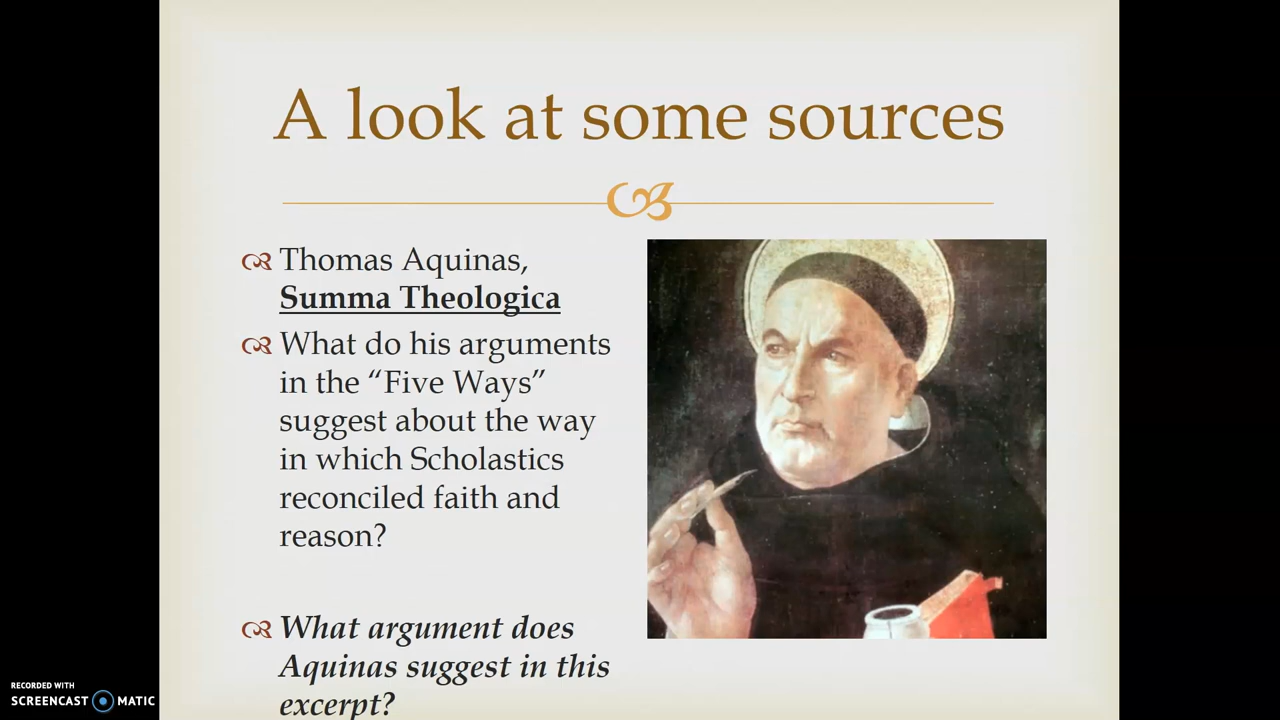 A look at some sources
Thomas Aquinas,
Summa Theologica
What do his arguments
in the “Five Ways”
suggest about the way
in which Scholastics
reconciled faith and
reason?
What argument does
Aquinas suggest in this
excerpt?
RECORDED WITH
SCREENCAST MATIC